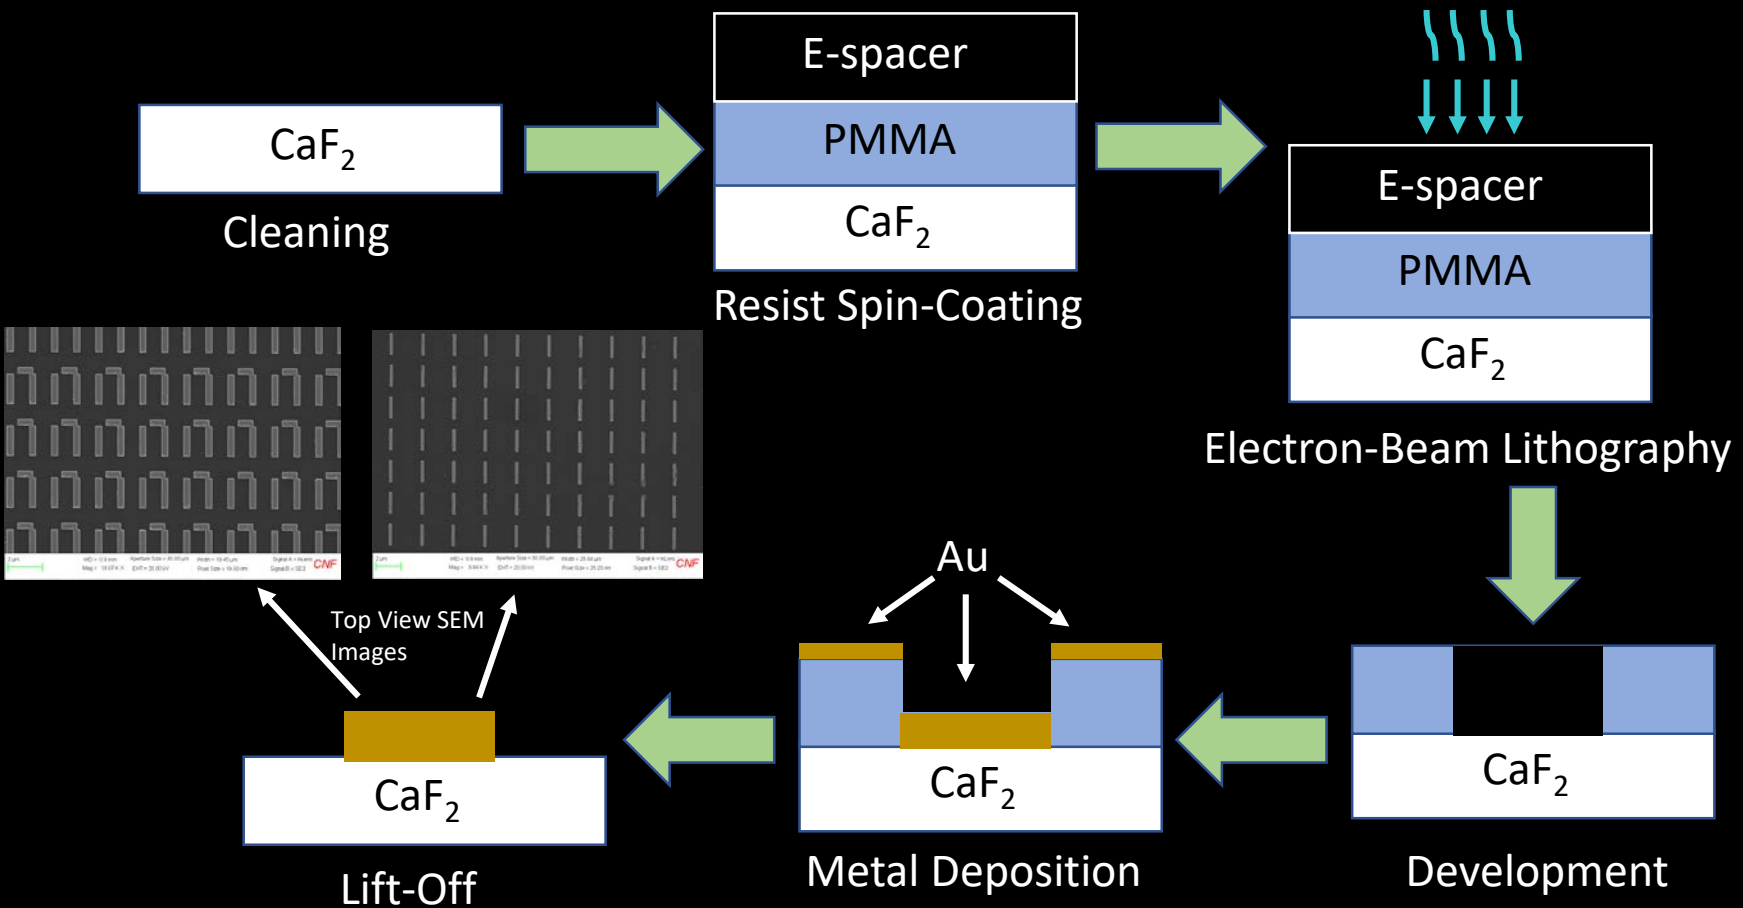 CaF₂
Cleaning
E-spacer
PMMA
CaF₂
Resist Spin-Coating
E-spacer
PMMA
CaF₂
Electron-Beam Lithography
CaF₂
Development
Au
CaF₂
Metal Deposition
CaF₂
Lift-Off
Top View SEM
Images
CNF
CNF